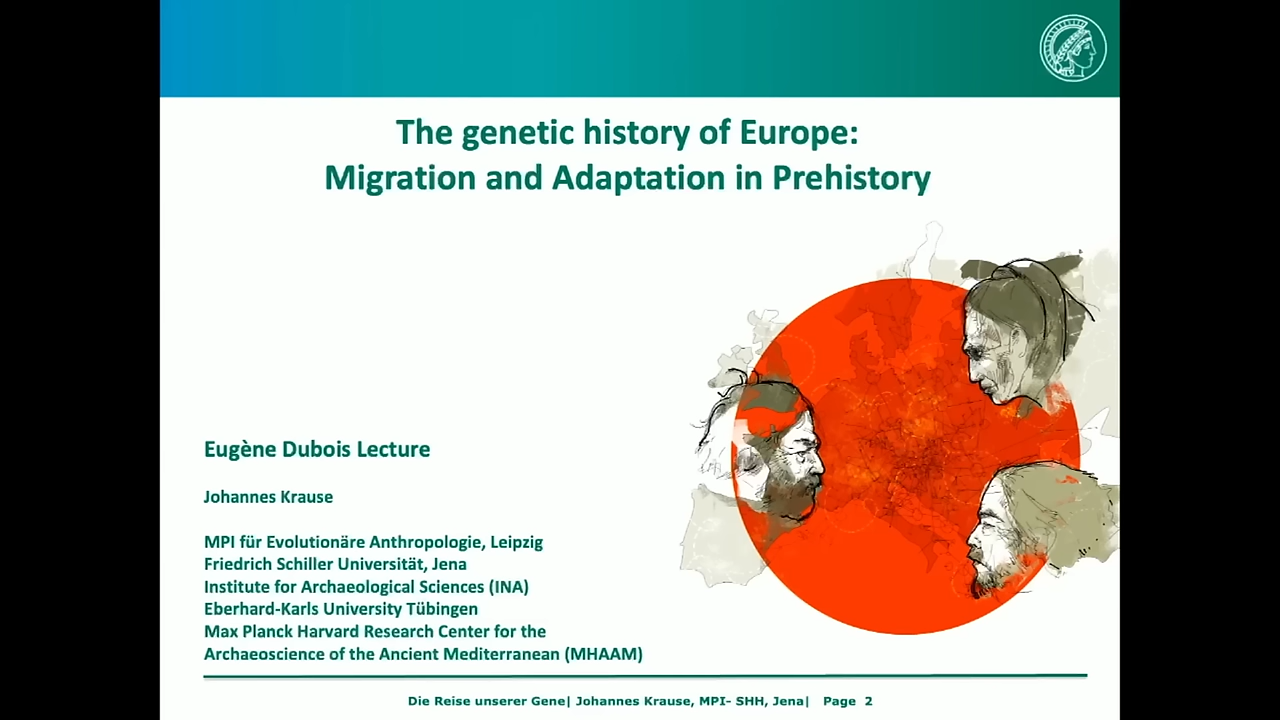 The genetic history of Europe:
Migration and Adaptation in Prehistory
Eugène Dubois Lecture
Johannes Krause
MPI für Evolutionäre Anthropologie, Leipzig
Friedrich Schiller Universität, Jena
Institute for Archaeological Sciences (INA)
Eberhard-Karls University Tübingen
Max Planck Harvard Research Center for the
Archaeoscience of the Ancient Mediterranean (MHAAM)
Die Reise unserer Gene| Johannes Krause, MPI- SHH, Jena| Page 2